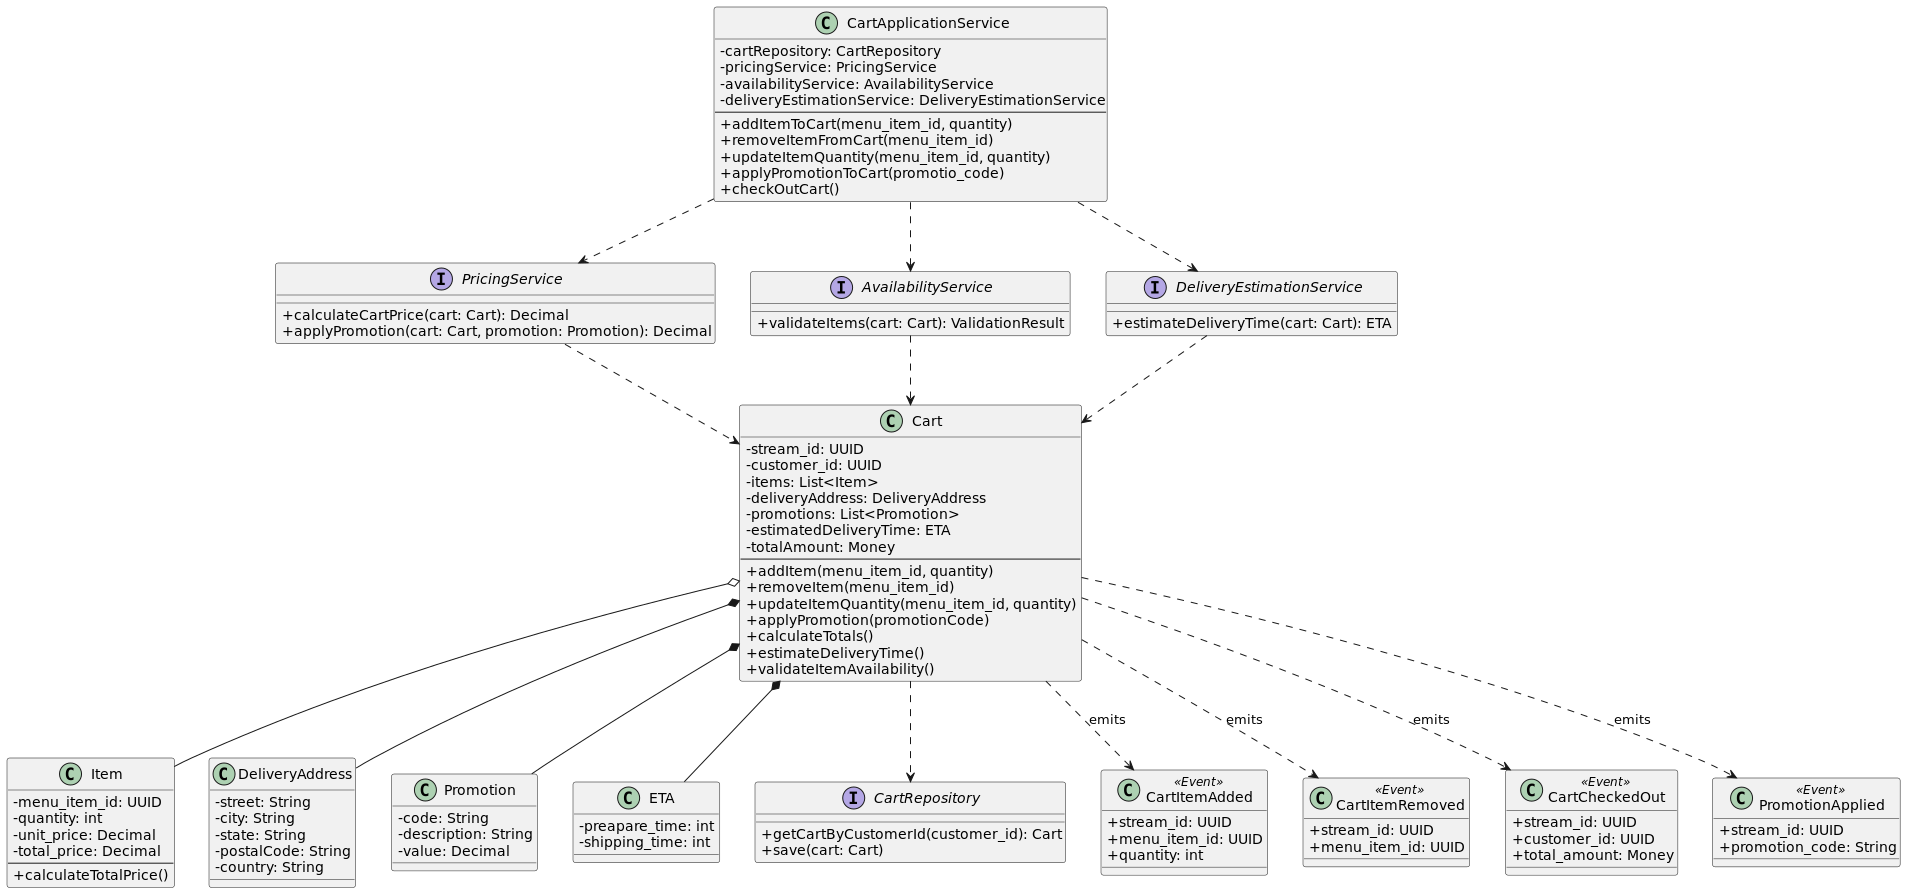 C CartApplicationService
-cartRepository: CartRepository
-pricingService: PricingService
-availabilityService: AvailabilityService
-deliveryEstimationService: DeliveryEstimationService
+addItemToCart(menu_item_id, quantity)
+removeItemFromCart(menu_item_id)
+updateItemQuantity(menu_item_id, quantity)
+applyPromotionToCart(promotio_code)
+checkOutCart()
I PricingService
+calculateCartPrice(cart: Cart): Decimal
+applyPromotion(cart: Cart, promotion: Promotion): Decimal
I AvailabilityService
+validateItems(cart: Cart): ValidationResult
I DeliveryEstimationService
+estimateDeliveryTime(cart: Cart): ETA
C Cart
-stream_id: UUID
-customer_id: UUID
-items: List<Item>
-deliveryAddress: DeliveryAddress
-promotions: List<Promotion>
-estimatedDeliveryTime: ETA
-totalAmount: Money
+addItem(menu_item_id, quantity)
+removeItem(menu_item_id)
+updateItemQuantity(menu_item_id, quantity)
+applyPromotion(promotionCode)
+calculateTotals()
+estimateDeliveryTime()
+validateItemAvailability()
emits
emits
emits
emits
C Item
-menu_item_id: UUID
-quantity: int
-unit_price: Decimal
-total_price: Decimal
+calculateTotalPrice()
C DeliveryAddress
-street: String
-city: String
-state: String
-postalCode: String
-country: String
C Promotion
-code: String
-description: String
-value: Decimal
C ETA
-preapare_time: int
-shipping_time: int
I CartRepository
+getCartByCustomerId(customer_id): Cart
+save(cart: Cart)
C «Event»
CartItemAdded
+stream_id: UUID
+menu_item_id: UUID
+quantity: int
C «Event»
CartItemRemoved
+stream_id: UUID
+menu_item_id: UUID
C «Event»
CartCheckedOut
+stream_id: UUID
+customer_id: UUID
+total_amount: Money
C «Event»
PromotionApplied
+stream_id: UUID
+promotion_code: String